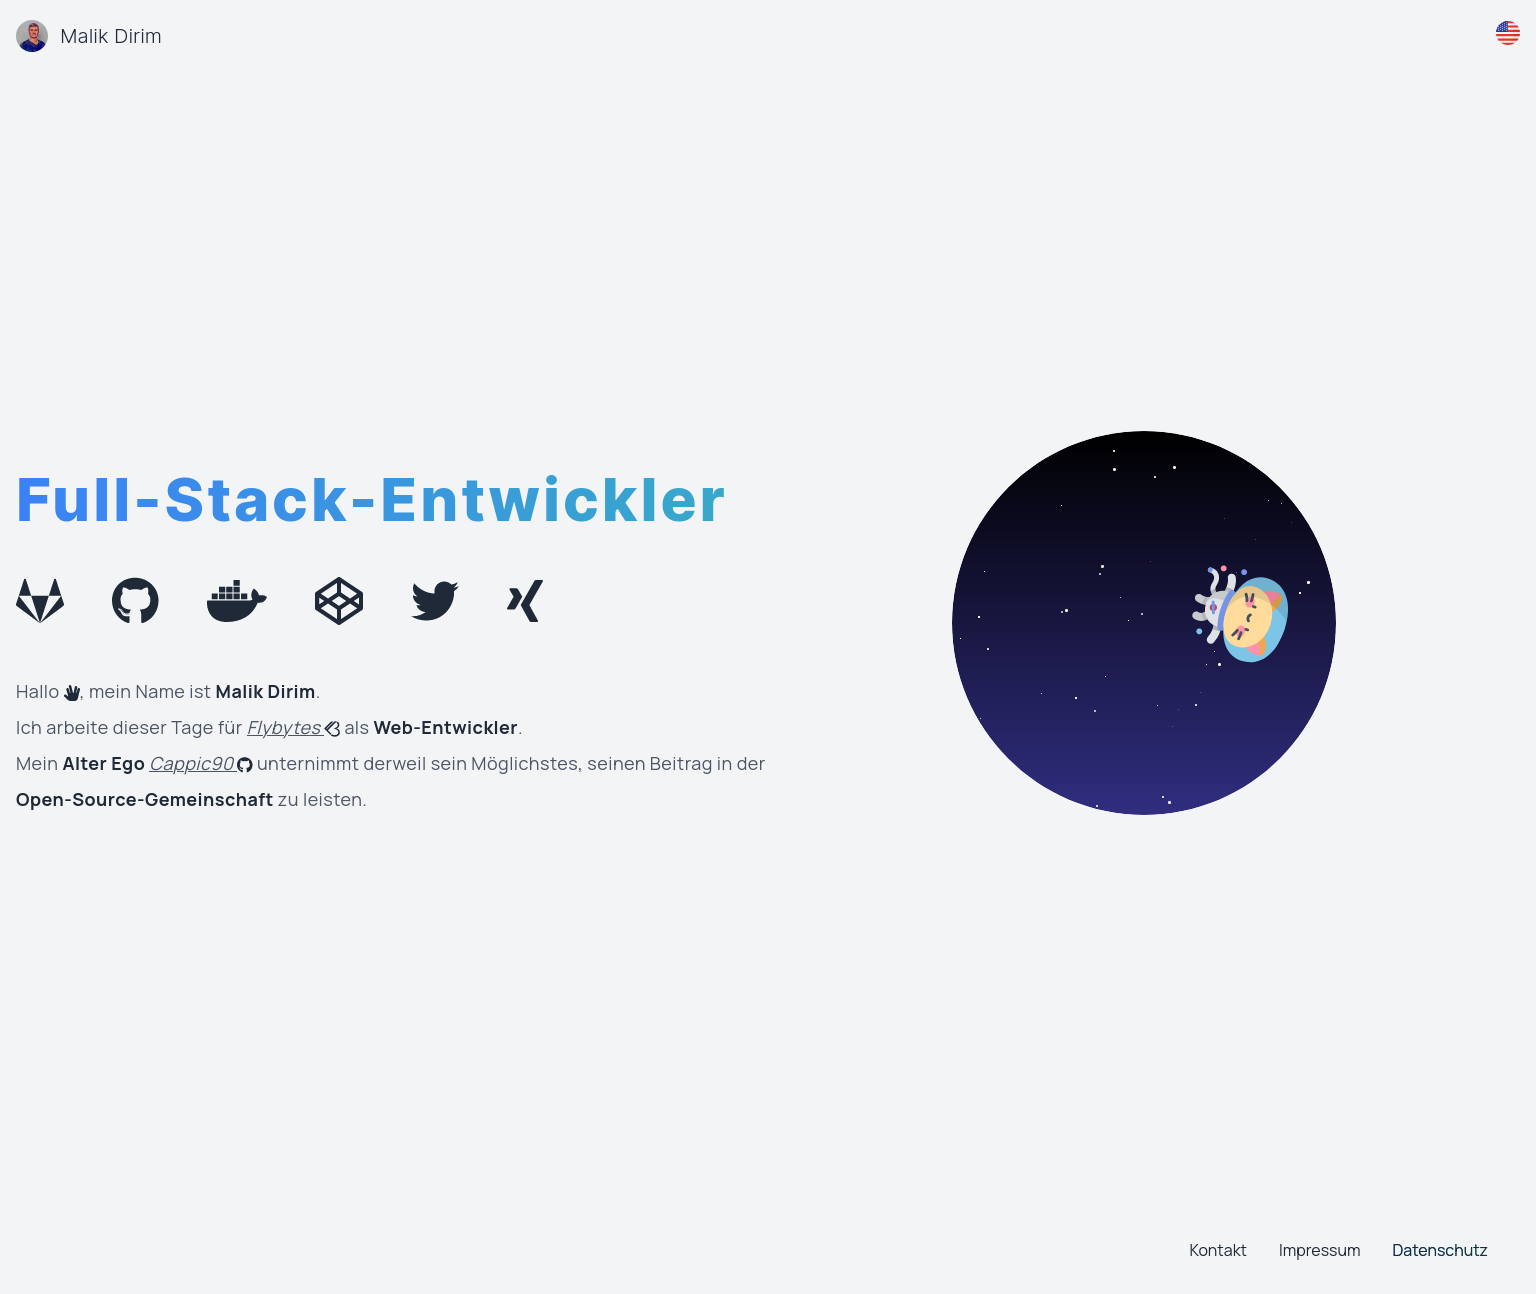 Malik Dirim
Full-Stack-Entwickler
Hallo , mein Name ist Malik Dirim.
Ich arbeite dieser Tage für Flybytes als Web-Entwickler.
Mein Alter Ego Cappic90 unternimmt derweil sein Möglichstes, seinen Beitrag in der
Open-Source-Gemeinschaft zu leisten.
Kontakt Impressum Datenschutz